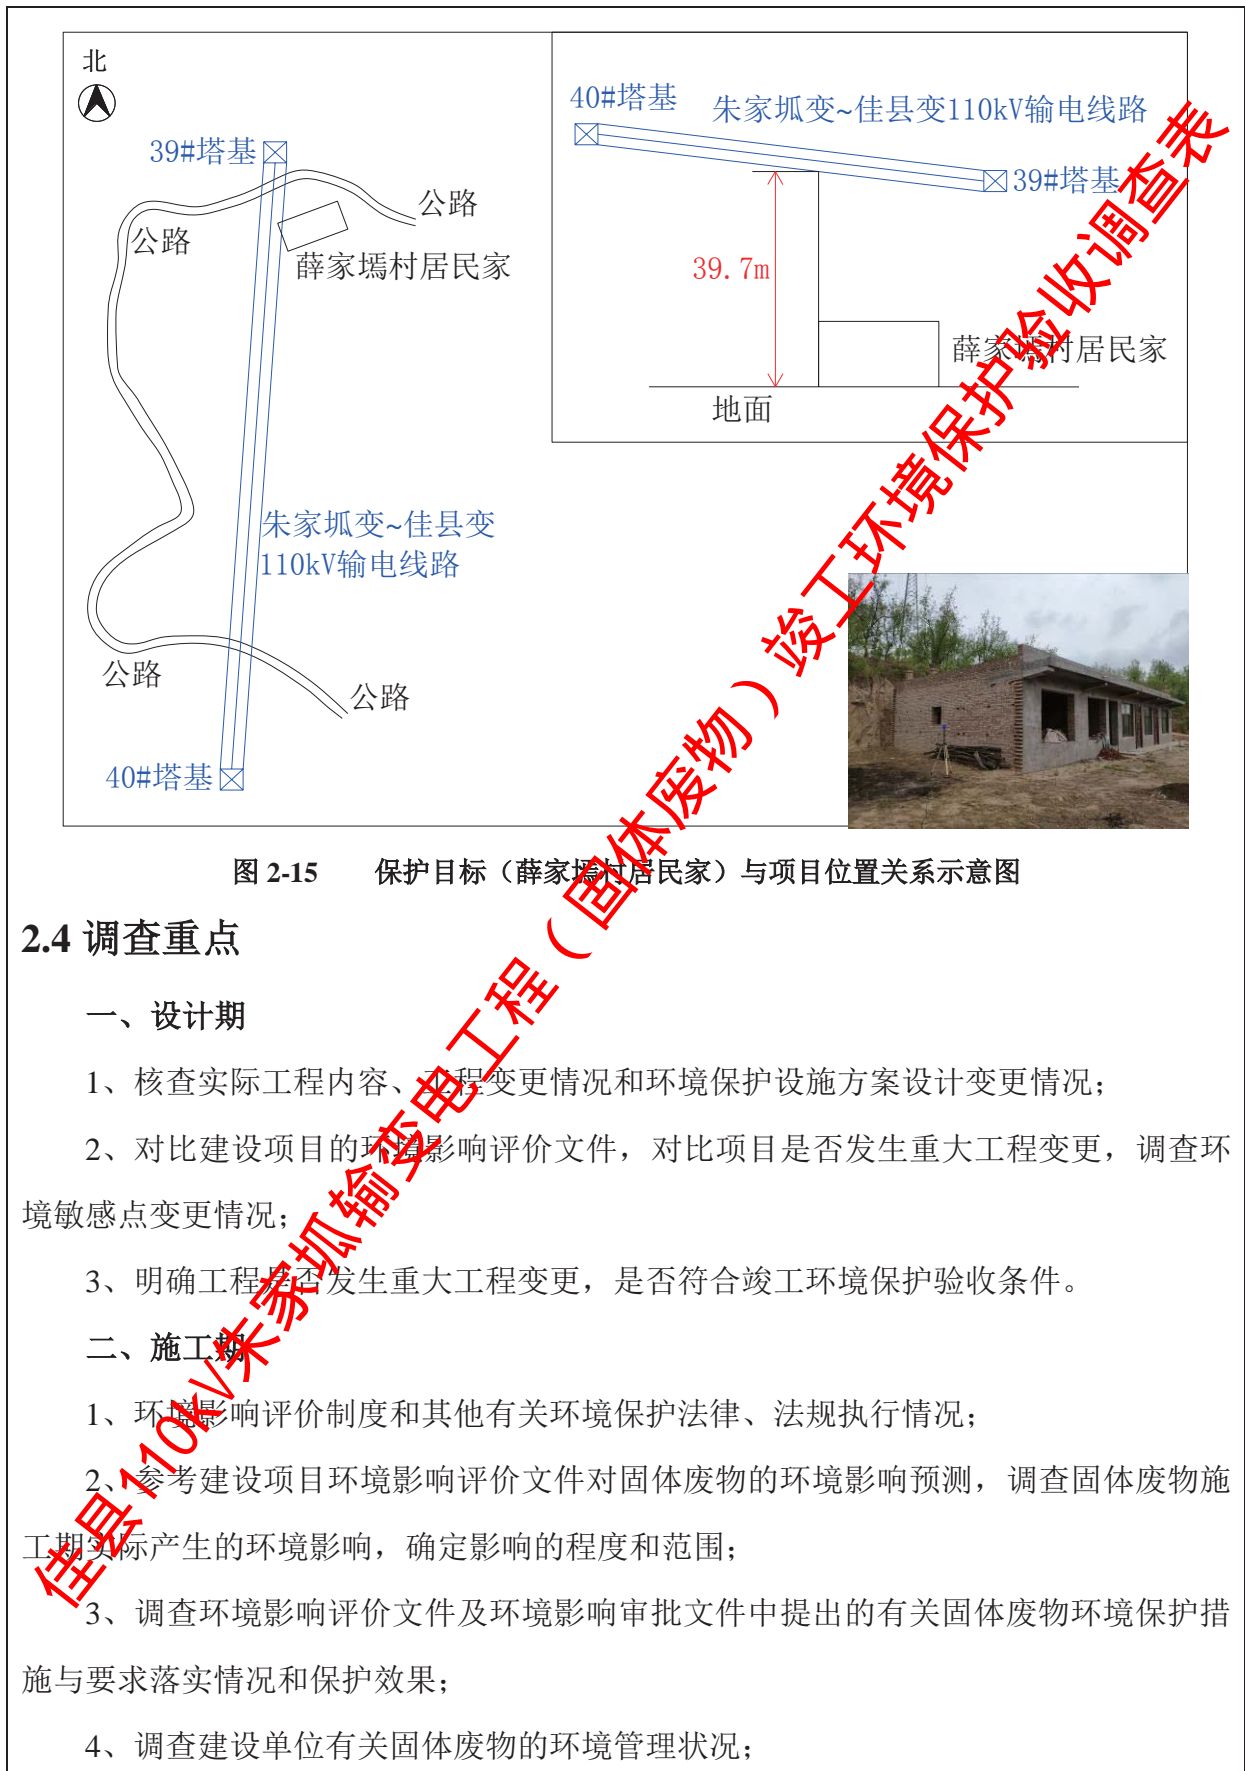 北
39#塔基
公路
公路
薛家墕村居民家
朱家坬变~佳县变
110kV输电线路
公路
公路
40#塔基
40#塔基
朱家坬变~佳县变110kV输电线路
39#塔基
39.7m
薛家墕村居民家
地面
图 2-15 保护目标（薛家墕村居民家）与项目位置关系示意图
2.4 调查重点
一、设计期
1、核查实际工程内容、工程变更情况和环境保护设施方案设计变更情况；
2、对比建设项目的环境影响评价文件，对比项目是否发生重大工程变更，调查环
境敏感点变更情况；
3、明确工程是否发生重大工程变更，是否符合竣工环境保护验收条件。
二、施工期
1、环境影响评价制度和其他有关环境保护法律、法规执行情况；
2、参考建设项目环境影响评价文件对固体废物的环境影响预测，调查固体废物施
工期实际产生的环境影响，确定影响的程度和范围；
3、调查环境影响评价文件及环境影响审批文件中提出的有关固体废物环境保护措
施与要求落实情况和保护效果；
4、调查建设单位有关固体废物的环境管理状况；
佳县110kV朱家坬输变电工程（固体废物）竣工环境保护验收调查表